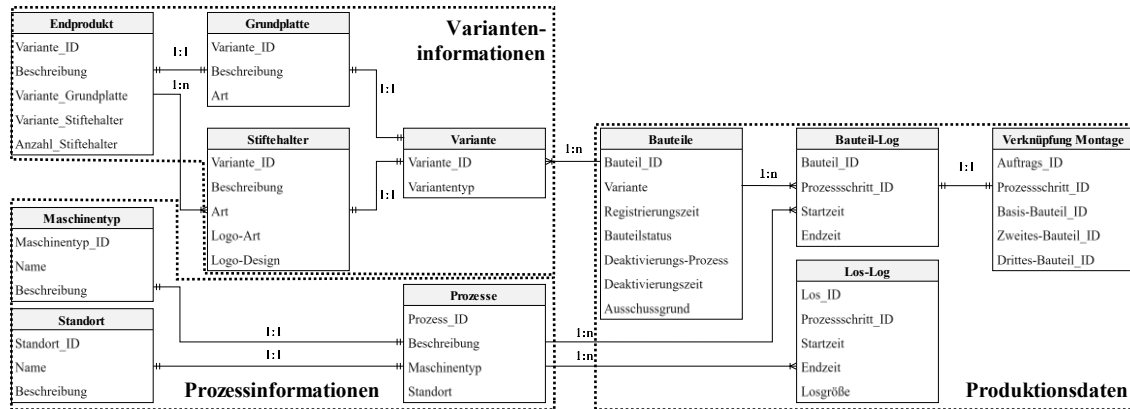 Endprodukt
Variante_ID
Beschreibung
Variante_Grundplatte
Variante_Stiftehalter
Anzahl_Stiftehalter
1:1
1:n
Grundplatte
Variante_ID
Beschreibung
Art
Varianten-
informationen
1:1
Stiftehalter
Variante_ID
Beschreibung
Art
Logo-Art
Logo-Design
1:1
Variante
Variante_ID
Variantentyp
1:n
Bauteile
Bauteil_ID
Variante
Registrierungszeit
Bauteilstatus
Deaktivierungs-Prozess
Deaktivierungszeit
Ausschussgrund
1:n
Bauteil-Log
Bauteil_ID
Prozessschritt_ID
Startzeit
Endzeit
1:1
Verknüpfung Montage
Auftrags_ID
Prozessschritt_ID
Basis-Bauteil_ID
Zweites-Bauteil_ID
Drittes-Bauteil_ID
Maschinentyp
Maschinentyp_ID
Name
Beschreibung
Standort
Standort_ID
Name
Beschreibung
1:1
1:1
Prozessinformationen
Prozesse
Prozess_ID
Beschreibung
Maschinentyp
Standort
1:n
1:n
Los-Log
Los_ID
Prozessschritt_ID
Startzeit
Endzeit
Losgröße
Produktionsdaten